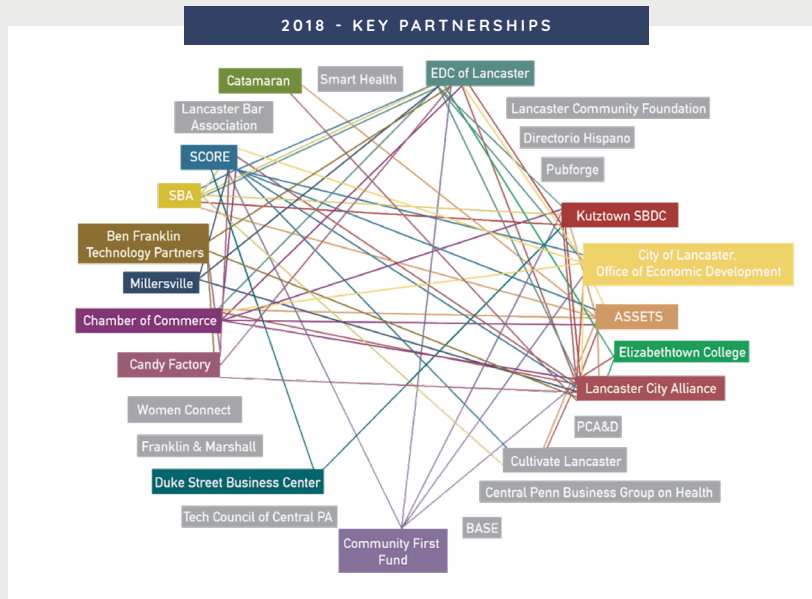 2018 - KEY PARTNERSHIPS
EDC of Lancaster
Catamaran
Smart Health
Lancaster Community Foundation
Lancaster Bar
Association
Directorio Hispano
SCORE
Pubforge
SBA
Kutztown SBDC
Ben Franklin
Technology Partners
City of Lancaster.
Office of Economic Development
Millersville
Chamber of Commerce
ASSETS
Elizabethtown College
Candy Factory
Lancaster City Alliance
Women Connect
PCA&D
Franklin & Marshall
Cultivate Lancaster
Duke Street Business Center
Central Penn Business Group on Health
Tech Council of Central PA
BASE
Community First
Fund